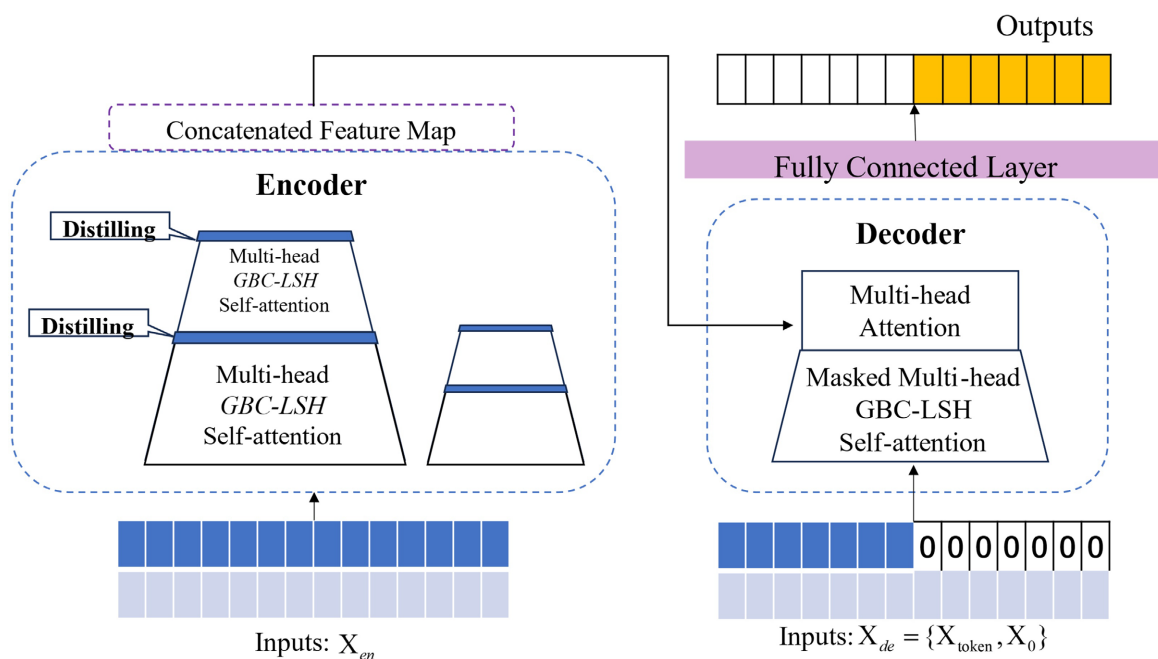 Outputs
Concatenated Feature Map
Fully Connected Layer
Encoder
Distilling
Multi-head
GBC-LSH
Self-attention
Distilling
Multi-head
GBC-LSH
Self-attention
Decoder
Multi-head
Attention
Masked Multi-head
GBC-LSH
Self-attention
0 0 0 0 0 0 0
Inputs: X_en
Inputs: X_de = {X_token, X_0}